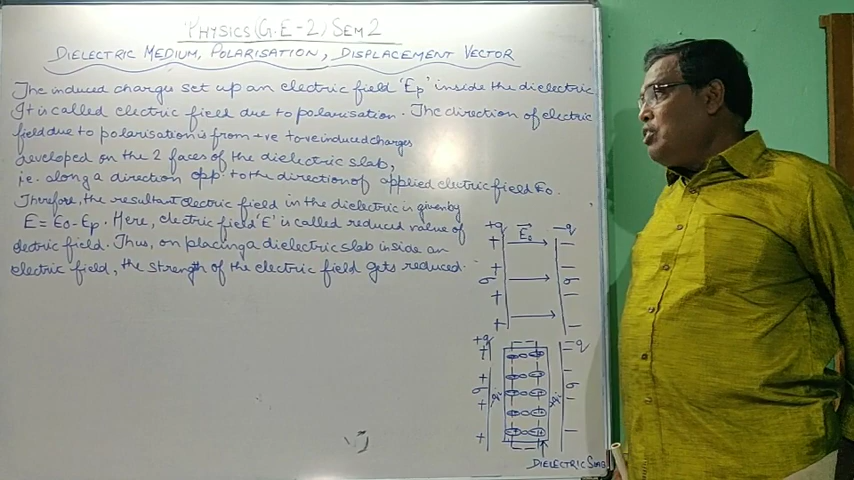 PHYSICS (G.E-2) SEM 2
DIELECTRIC MEDIUM, POLARISATION, DISPLACEMENT VECTOR
The induced charges set up an electric field 'Ep' inside the dielectric.
It is called electric field due to polarisation. The direction of electric
field due to polarisation is from +ve to -ve induced charges
developed on the 2 faces of the dielectric slab,
i.e. along a direction opp. to the direction of applied electric field E0.
Therefore, the resultant electric field in the dielectric is given by
E = E0 - Ep. Here, electric field 'E' is called reduced value of
electric field. Thus, on placing a dielectric slab inside an
electric field, the strength of the electric field gets reduced.
+q E0 -q
+ −
+ −
σ σ
+ −
+ −
+q -q
+ −
+ −
σ σ
+ −
+ −
DIELECTRIC SLAB